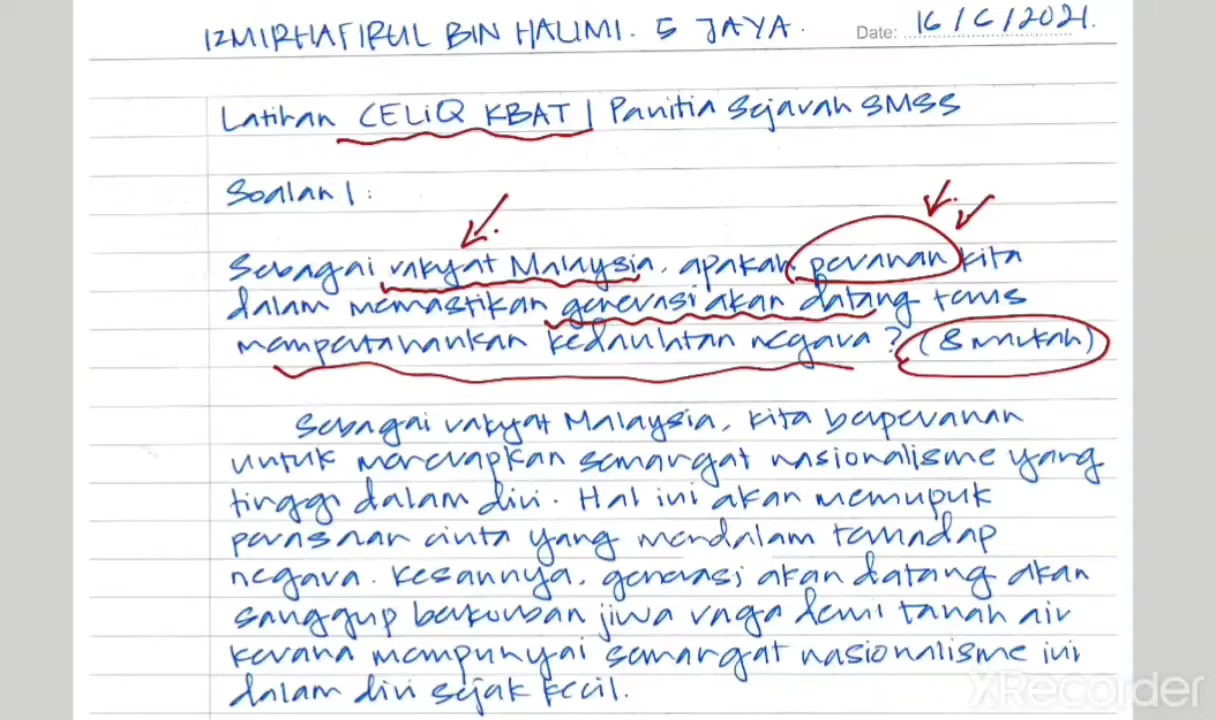 IZMIRHAFIRUL BIN HALIMI. 5 JAYA. Date: 16/6/2021.
Latihan CELIQ KBAT | Panitia Sejarah SMSS
Soalan 1 :
Sebagai rakyat Malaysia, apakah peranan kita
dalam memastikan generasi akan datang terus
mempertahankan kedaulatan negara? (8 markah)
Sebagai rakyat Malaysia, kita berperanan
untuk menerapkan semangat nasionalisme yang
tinggi dalam diri. Hal ini akan memupuk
perasaan cinta yang mendalam terhadap
negara. Kesannya, generasi akan datang akan
sanggup berkorban jiwa raga demi tanah air
kerana mempunyai semangat nasionalisme ini
dalam diri sejak kecil.
XRecorder